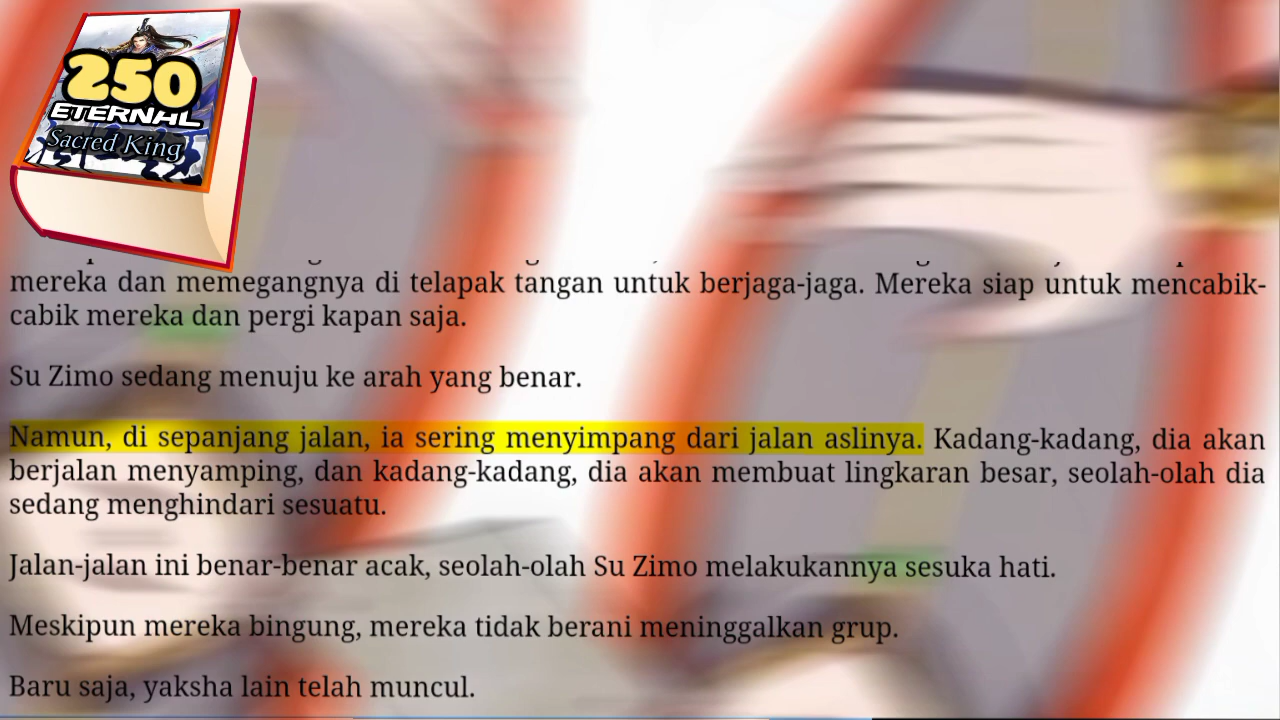 250
ETERNAL
Sacred King
mereka dan memegangnya di telapak tangan untuk berjaga-jaga. Mereka siap untuk mencabik-
cabik mereka dan pergi kapan saja.
Su Zimo sedang menuju ke arah yang benar.
Namun, di sepanjang jalan, ia sering menyimpang dari jalan aslinya. Kadang-kadang, dia akan
berjalan menyamping, dan kadang-kadang, dia akan membuat lingkaran besar, seolah-olah dia
sedang menghindari sesuatu.
Jalan-jalan ini benar-benar acak, seolah-olah Su Zimo melakukannya sesuka hati.
Meskipun mereka bingung, mereka tidak berani meninggalkan grup.
Baru saja, yaksha lain telah muncul.